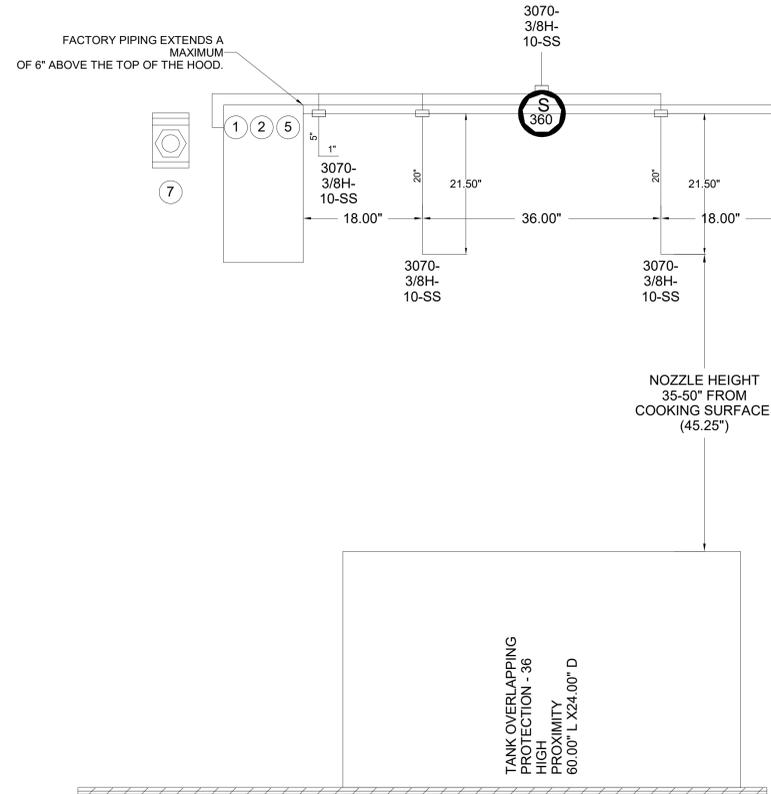 3070-
3/8H-
10-SS
FACTORY PIPING EXTENDS A
MAXIMUM
OF 6" ABOVE THE TOP OF THE HOOD.
S
360
1 2 5
7
5"
1"
3070-
3/8H-
10-SS
20"
21.50"
20"
21.50"
18.00"
36.00"
18.00"
3070-
3/8H-
10-SS
3070-
3/8H-
10-SS
NOZZLE HEIGHT
35-50" FROM
COOKING SURFACE
(45.25")
TANK OVERLAPPING
PROTECTION - 36
HIGH
PROXIMITY
60.00" L X24.00" D